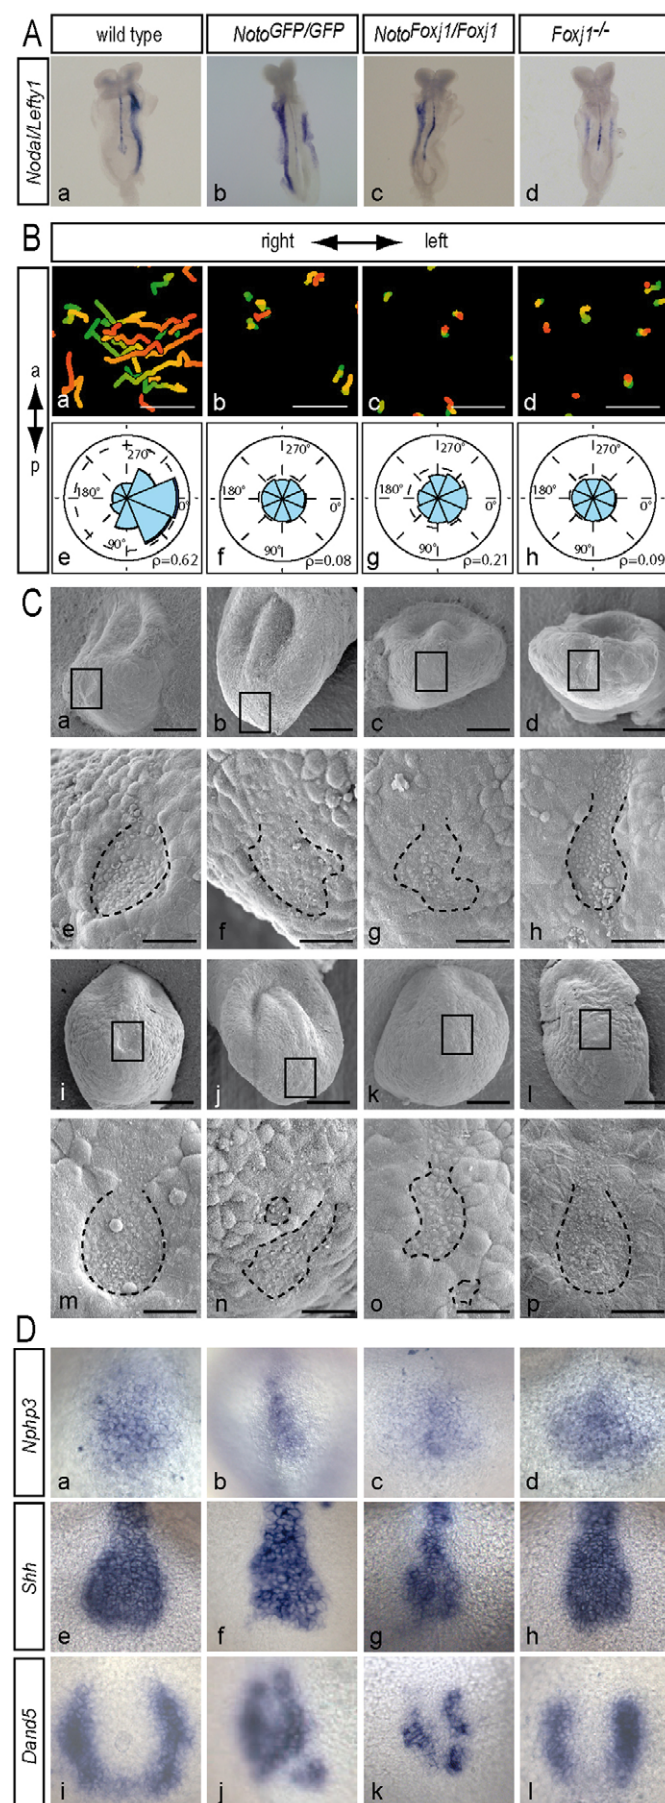 A
wild type
Noto^GFP/GFP
Noto^Foxj1/Foxj1
Foxj1^-/-
Nodal/Lefty1
a
b
c
d
B
right
left
a
p
a
b
c
d
270°
180°
0°
90°
e
ρ=0.62
270°
180°
0°
90°
f
ρ=0.08
270°
180°
0°
90°
g
ρ=0.21
270°
180°
0°
90°
h
ρ=0.09
C
a
b
c
d
e
f
g
h
i
j
k
l
m
n
o
p
D
Nphp3
a
b
c
d
Shh
e
f
g
h
Dand5
i
j
k
l